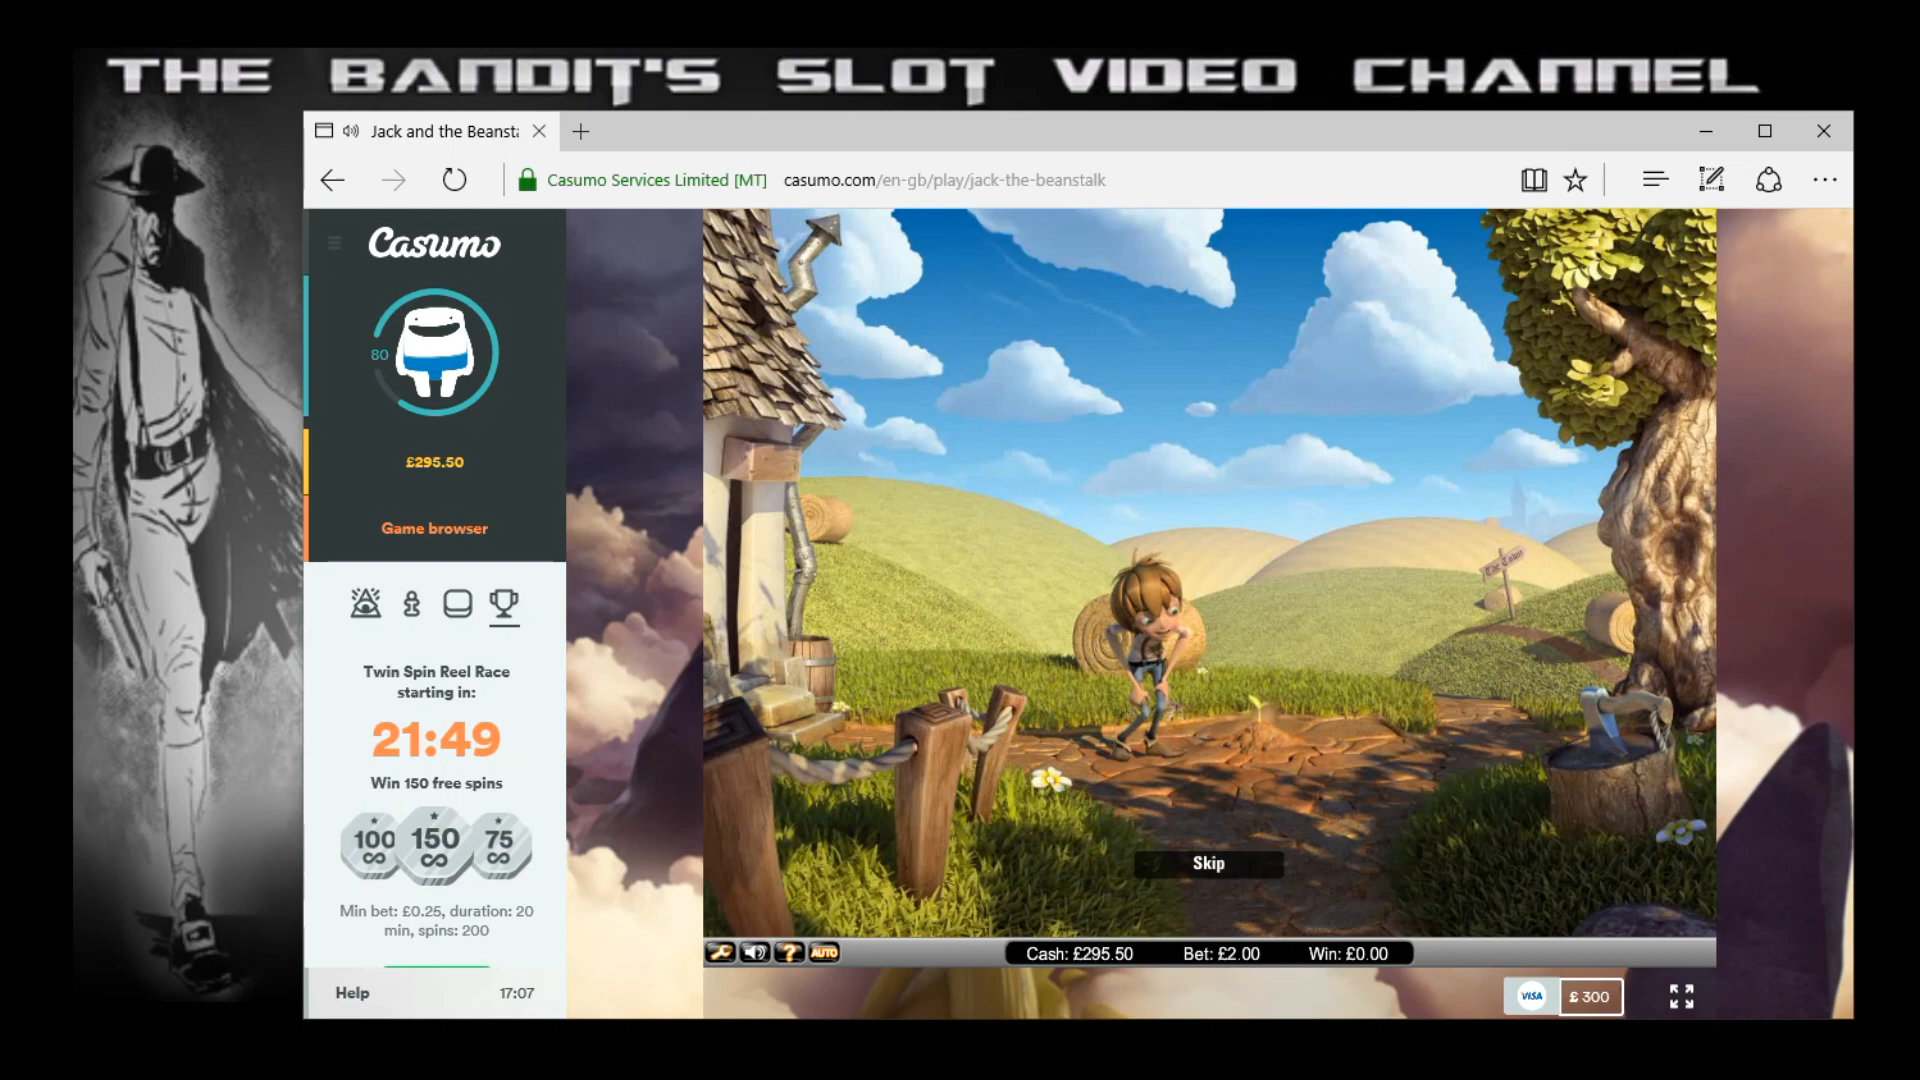 THE BANDIT'S SLOT VIDEO CHANNEL
Jack and the Beansta
Casumo Services Limited [MT] casumo.com/en-gb/play/jack-the-beanstalk
Casumo
80
£295.50
Game browser
Twin Spin Reel Race
starting in:
21:49
Win 150 free spins
100 150 75
Min bet: £0.25, duration: 20
min, spins: 200
Help 17:07
The Town
Skip
AUTO
Cash: £295.50 Bet: £2.00 Win: £0.00
VISA £ 300